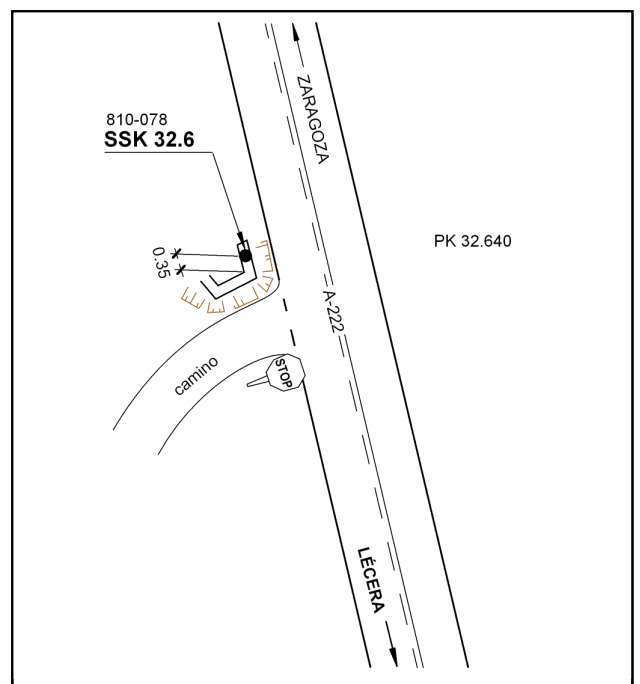 ZARAGOZA
810-078
SSK 32.6
PK 32.640
0.35
A-222
camino
STOP
LÉCERA